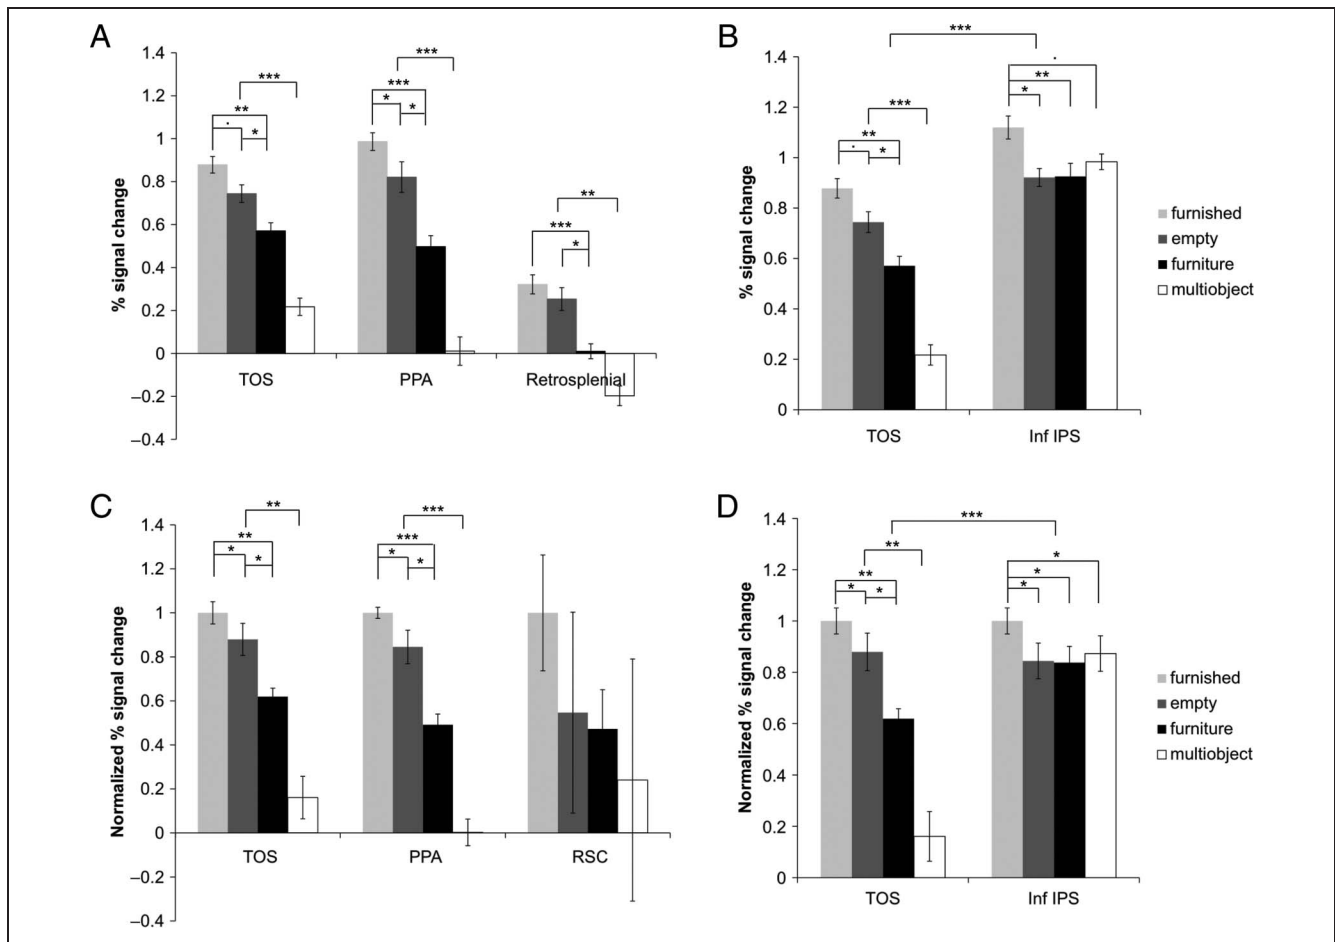 A
1.4
1.2
1
0.8
0.6
0.4
0.2
0
–0.2
–0.4
% signal change
***
**
.
*
***
***
*
*
**
***
*
TOS
PPA
Retrosplenial
B
1.4
1.2
1
0.8
0.6
0.4
0.2
0
% signal change
***
***
**
.
*
.
**
*
TOS
Inf IPS
furnished
empty
furniture
multiobject
C
1.4
1.2
1
0.8
0.6
0.4
0.2
0
–0.2
–0.4
Normalized % signal change
**
**
*
*
***
***
*
*
TOS
PPA
RSC
D
1.4
1.2
1
0.8
0.6
0.4
0.2
0
Normalized % signal change
***
**
**
*
*
*
*
*
TOS
Inf IPS
furnished
empty
furniture
multiobject